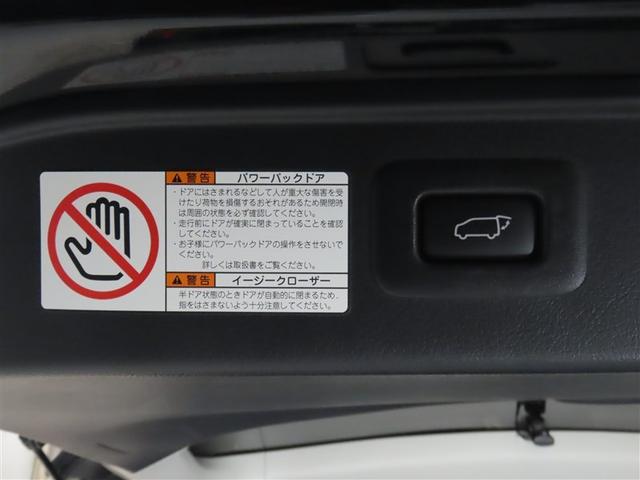 警告 パワーバックドア
・ドアにはさまれるなどして人が重大な傷害を受
けたり荷物を損傷するおそれがあるため開閉時
は周囲の状態を必ず確認してください。
・走行前にドアが確実に閉まっていることを確認
してください。
・お子様にパワーバックドアの操作をさせないで
ください。
詳しくは取扱書をご覧ください。
警告 イージークローザー
半ドア状態のときドアが自動的に閉まるため、
指をはさまないよう十分注意してください。